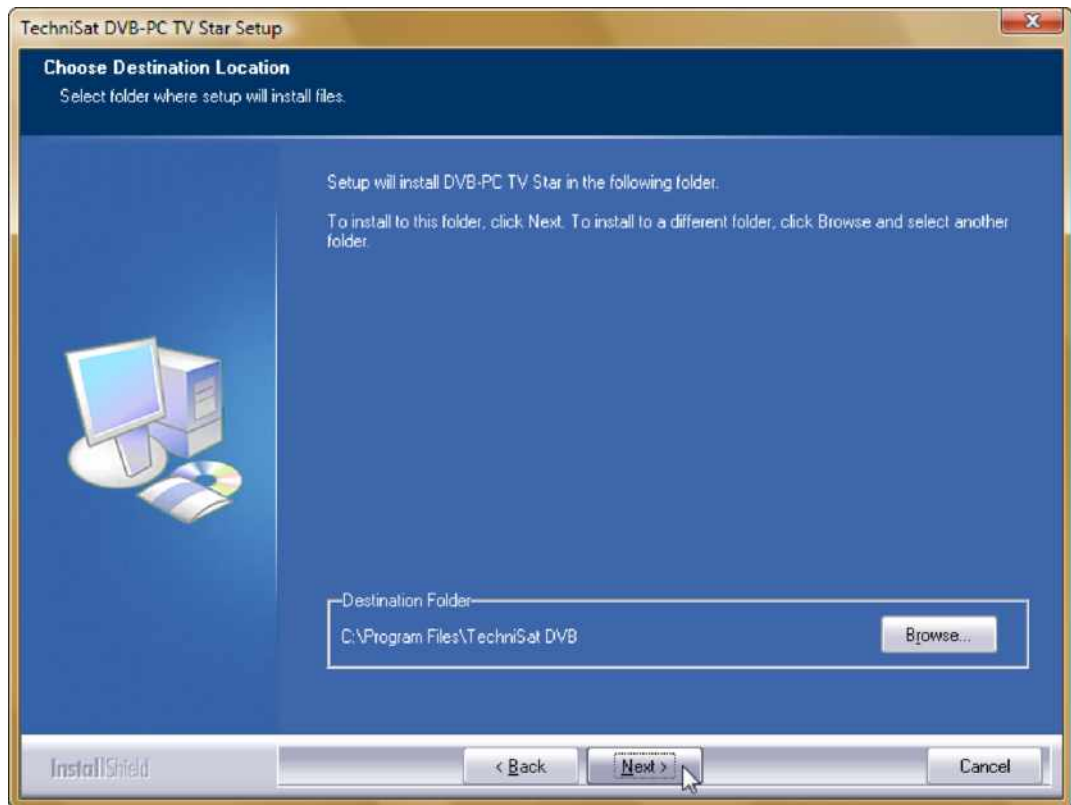 TechniSat DVB-PC TV Star Setup
Choose Destination Location
Select folder where setup will install files.
Setup will install DVB-PC TV Star in the following folder.
To install to this folder, click Next. To install to a different folder, click Browse and select another
folder.
Destination Folder
C:\Program Files\TechniSat DVB
Browse...
InstallShield
< Back
Next >
Cancel